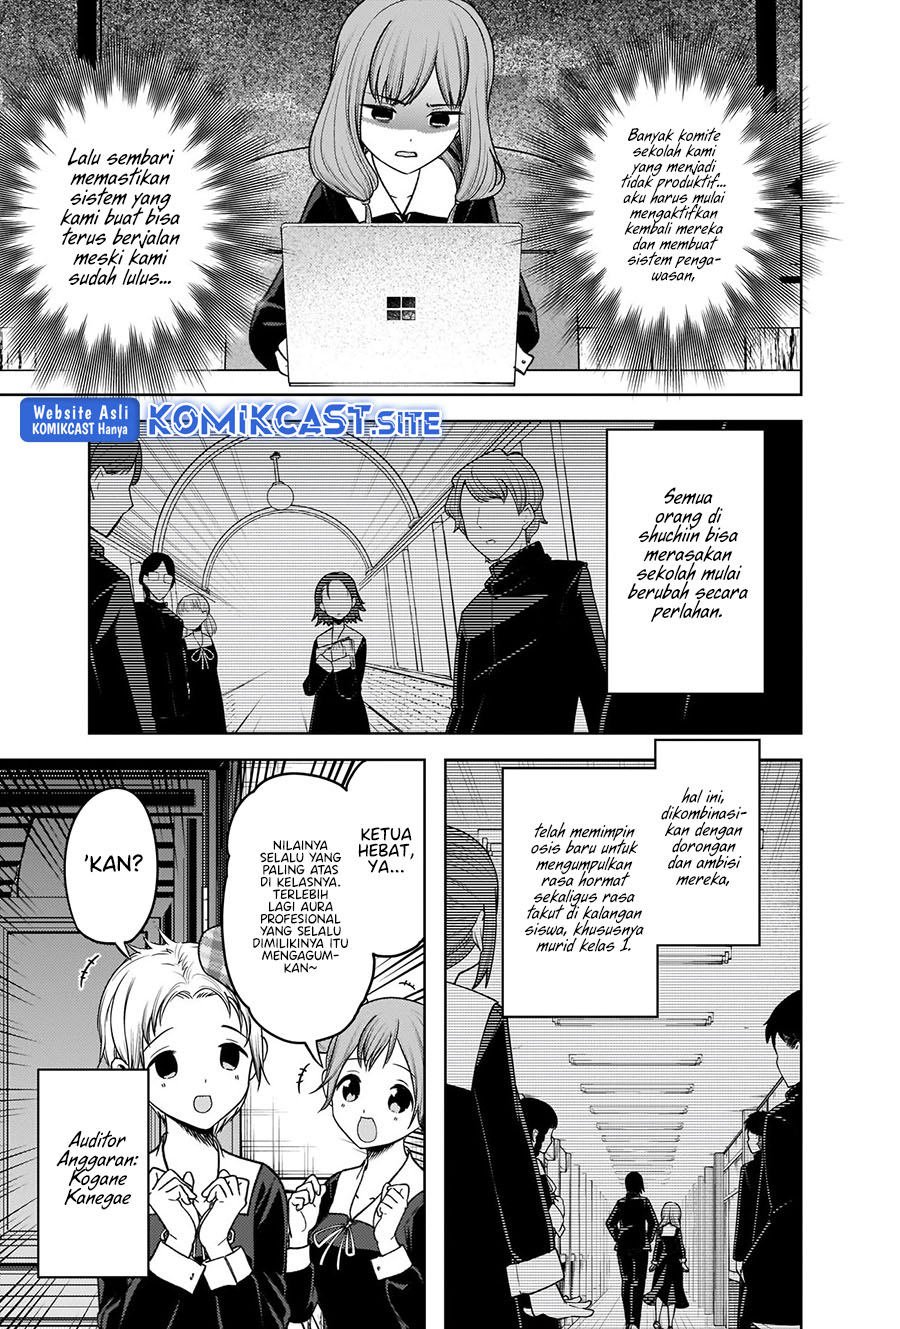 Banyak komite
sekolah kami
yang menjadi
tidak produktif...
aku harus mulai
mengaktifkan
kembali mereka
dan membuat
sistem penga-
wasan,
Lalu sembari
memastikan
sistem yang
kami buat bisa
terus berjalan
meski kami
sudah lulus...
Website Asli
KOMIKCAST Hanya
KOMIKCAST.SITE
Semua
orang di
shuchiin bisa
merasakan
sekolah mulai
berubah secara
perlahan.
hal ini,
dikombinasi-
kan dengan
dorongan
dan ambisi
mereka,
telah memimpin
osis baru untuk
mengumpulkan
rasa hormat
sekaligus rasa
takut di kalangan
siswa, khususnya
murid kelas 1.
KETUA
HEBAT,
YA...
NILAINYA
SELALU YANG
PALING ATAS
DI KELASNYA.
TERLEBIH
LAGI AURA
PROFESIONAL
YANG SELALU
DIMILIKINYA ITU
MENGAGUM-
KAN~
'KAN?
Auditor
Anggaran:
Kogane
Kanegae